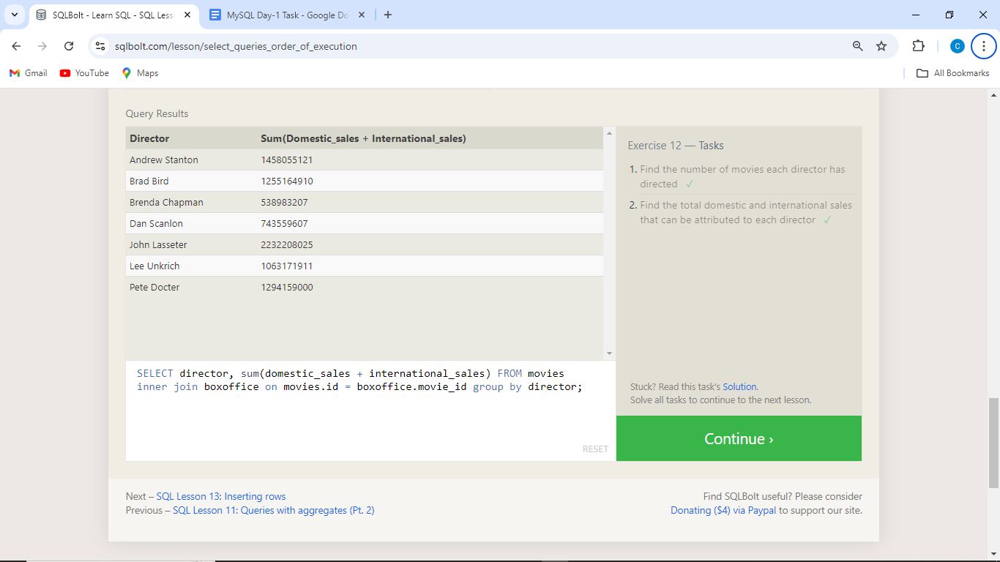 SQLBolt - Learn SQL - SQL Less
MySQL Day-1 Task - Google Do
sqlbolt.com/lesson/select_queries_order_of_execution
C
Gmail
YouTube
Maps
All Bookmarks
Query Results
Director Sum(Domestic_sales + International_sales)
Andrew Stanton 1458055121
Brad Bird 1255164910
Brenda Chapman 538983207
Dan Scanlon 743559607
John Lasseter 2232208025
Lee Unkrich 1063171911
Pete Docter 1294159000
SELECT director, sum(domestic_sales + international_sales) FROM movies
inner join boxoffice on movies.id = boxoffice.movie_id group by director;
RESET
Exercise 12 — Tasks
1. Find the number of movies each director has
directed ✓
2. Find the total domestic and international sales
that can be attributed to each director ✓
Stuck? Read this task's Solution.
Solve all tasks to continue to the next lesson.
Continue ›
Next – SQL Lesson 13: Inserting rows
Previous – SQL Lesson 11: Queries with aggregates (Pt. 2)
Find SQLBolt useful? Please consider
Donating ($4) via Paypal to support our site.